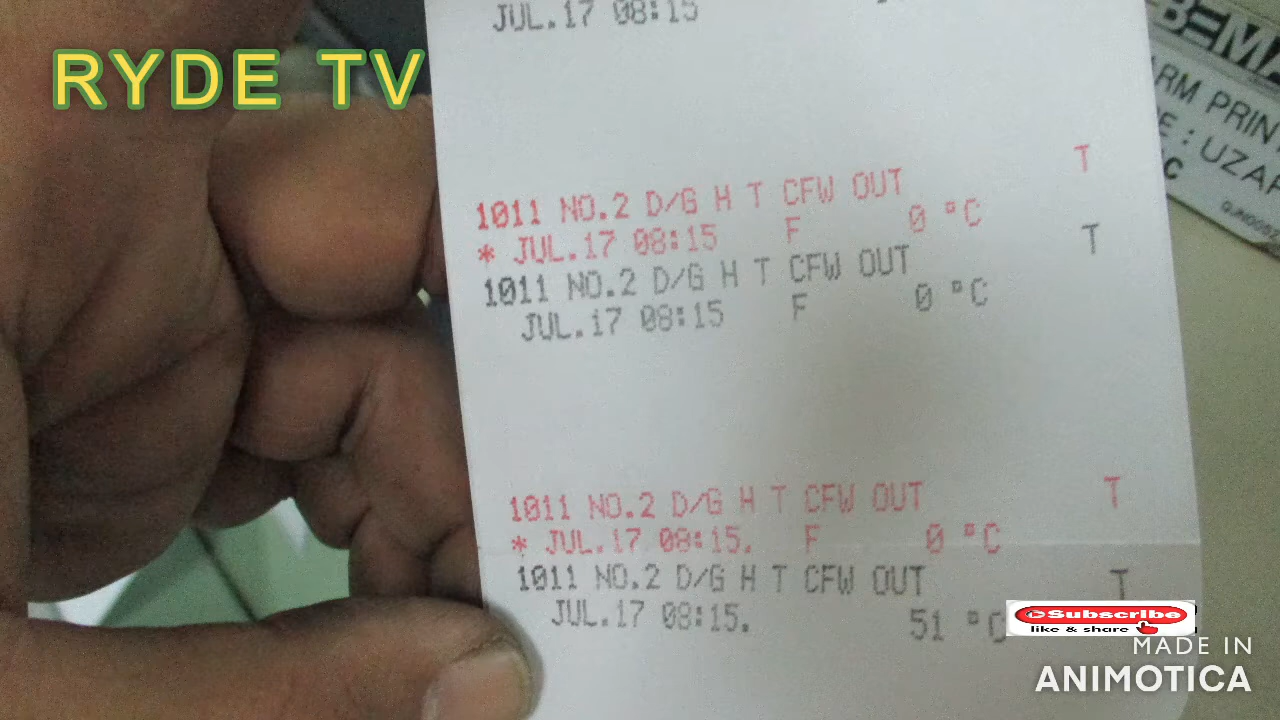 JUL.17 08:15
RYDE TV
1011 NO.2 D/G H T CFW OUT T
* JUL.17 08:15 F 0 °C
1011 NO.2 D/G H T CFW OUT T
JUL.17 08:15 F 0 °C
1011 NO.2 D/G H T CFW OUT T
* JUL.17 08:15. F 0 °C
1011 NO.2 D/G H T CFW OUT T
JUL.17 08:15. 51 °C
Subscribe
like & share
MADE IN
ANIMOTICA